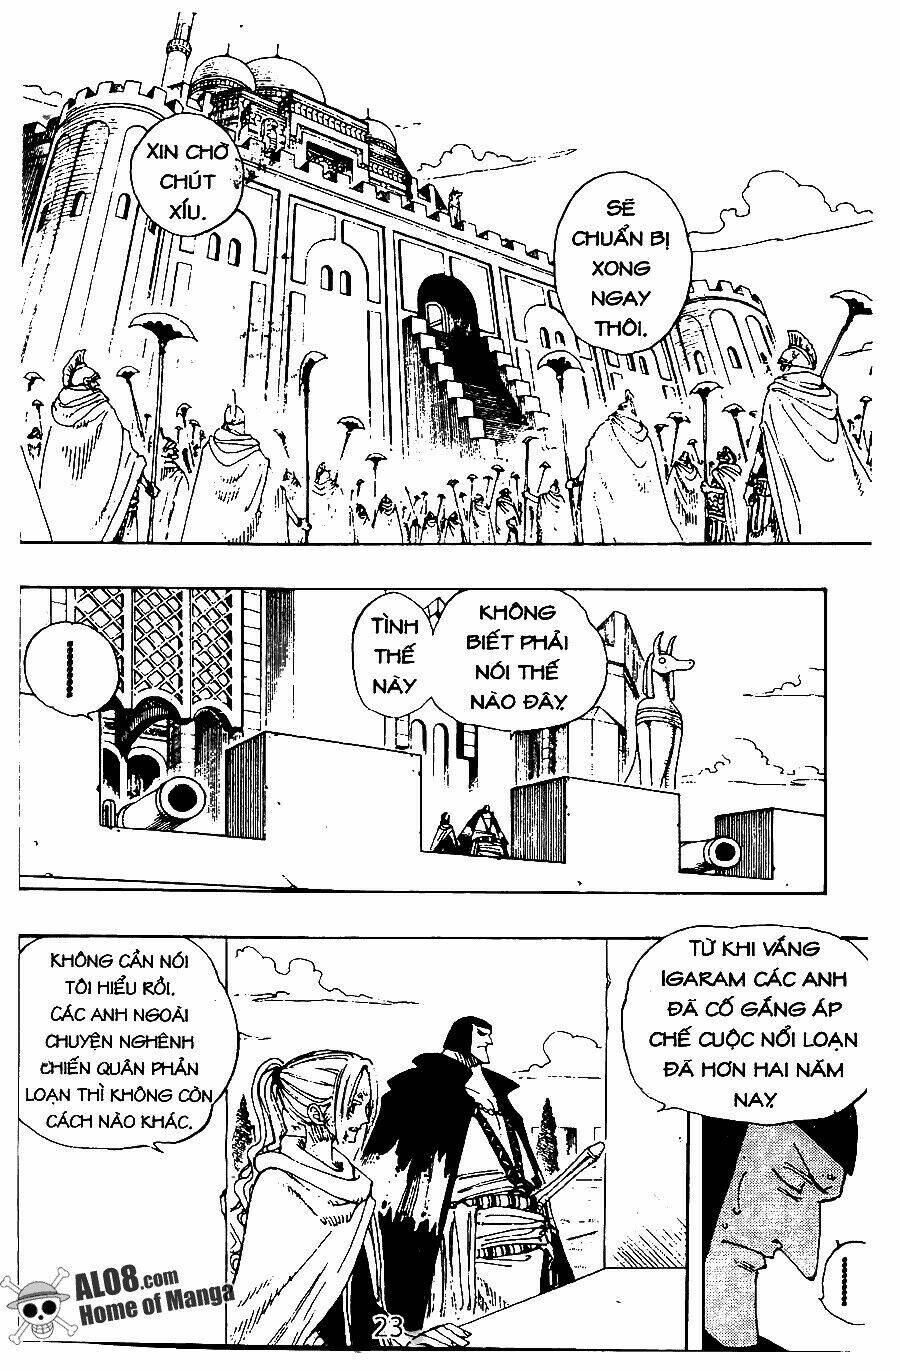 XIN CHỜ
CHÚT
XÍU.
SẼ
CHUẨN BỊ
XONG
NGAY
THÔI.
KHÔNG
BIẾT PHẢI
NÓI THẾ
NÀO ĐÂY.
TÌNH
THẾ
NÀY
KHÔNG CẦN NÓI
TÔI HIỂU RỒI.
CÁC ANH NGOÀI
CHUYỆN NGHÊNH
CHIẾN QUÂN PHẢN
LOẠN THÌ KHÔNG CÒN
CÁCH NÀO KHÁC.
TỪ KHI VẮNG
IGARAM CÁC ANH
ĐÃ CỐ GẮNG ÁP
CHẾ CUỘC NỔI LOẠN
ĐÃ HƠN HAI NĂM
NAY.
AL08.com
Home of Manga
23